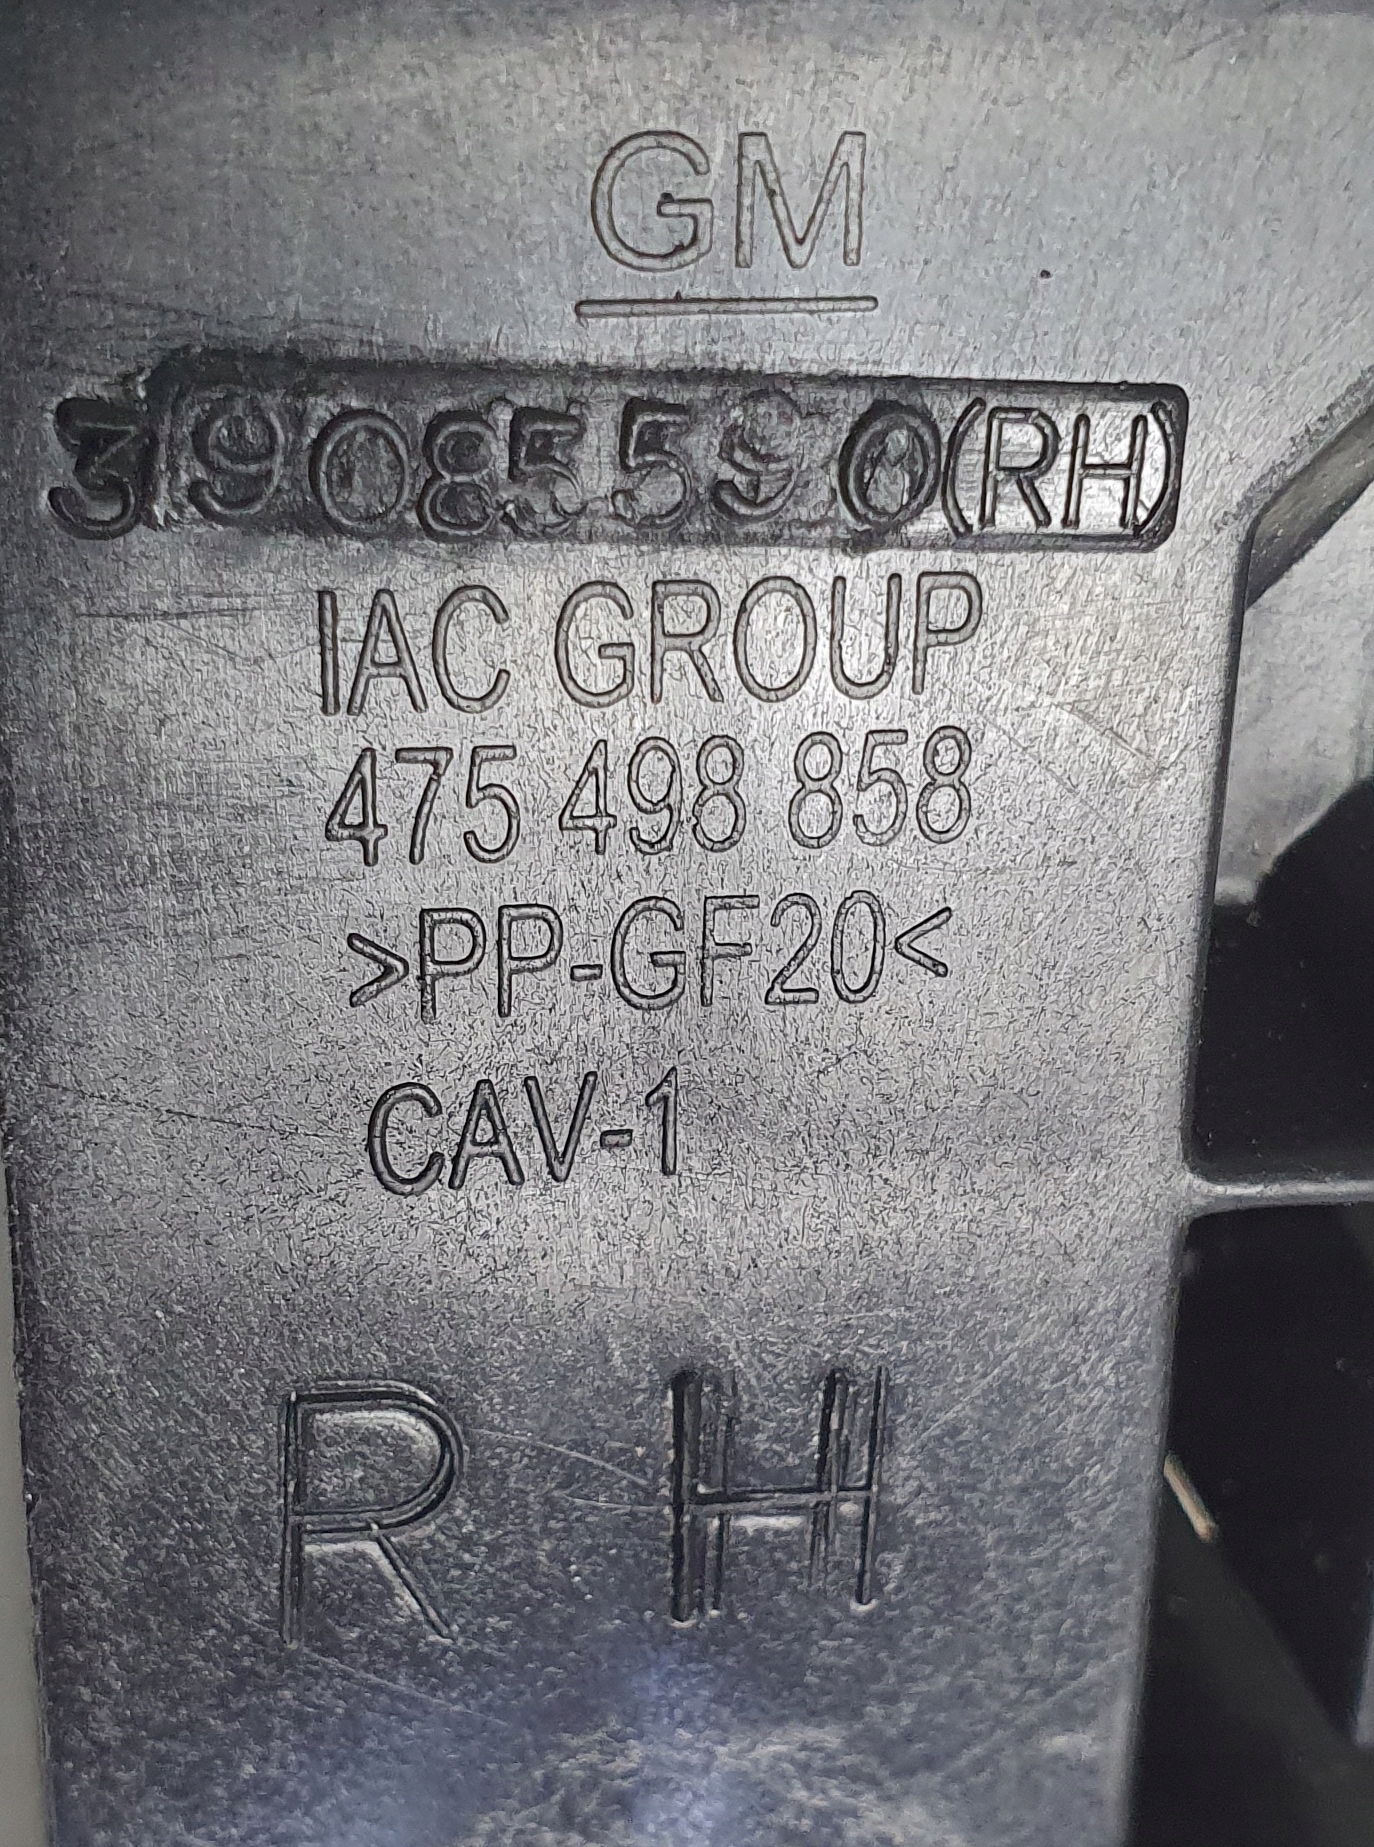 GM
39085590(RH)
IAC GROUP
475 498 858
>PP-GF20<
CAV-1
RH